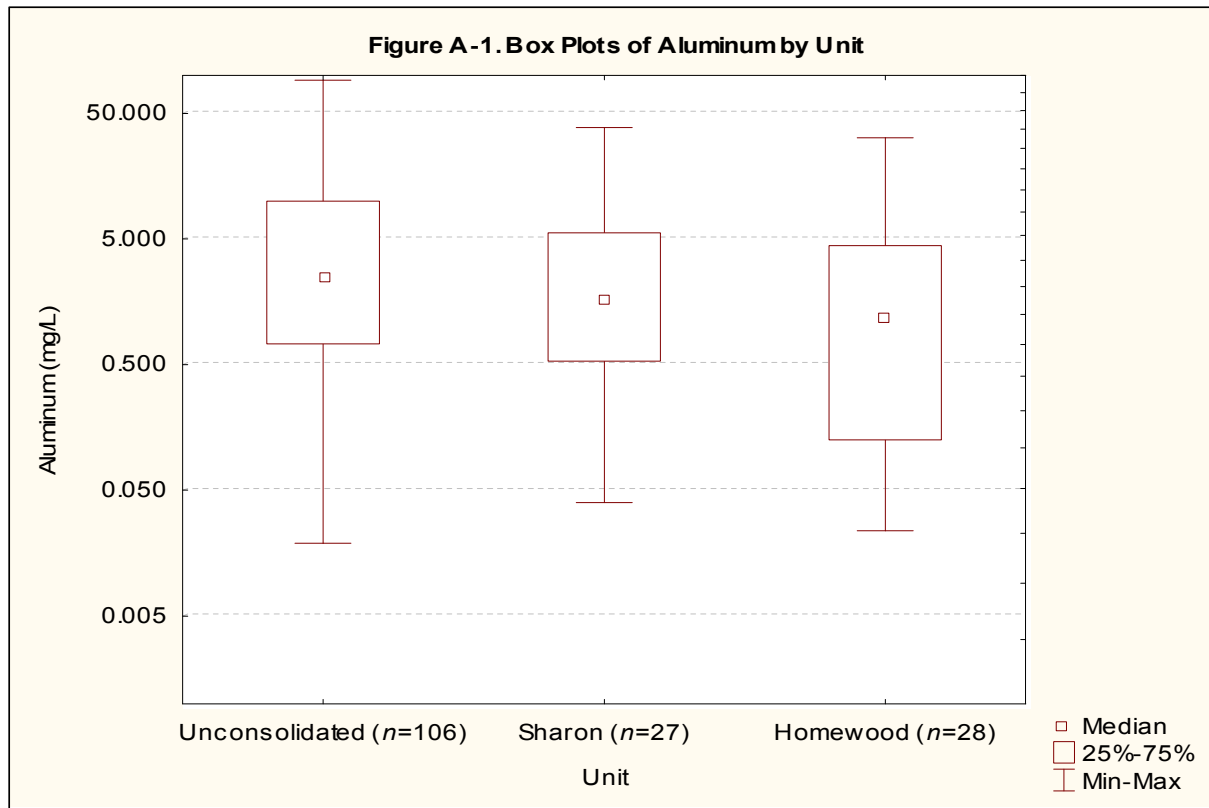 Figure A-1. Box Plots of Aluminum by Unit
50.000
5.000
0.500
0.050
0.005
Aluminum (mg/L)
Unconsolidated (n=106)
Sharon (n=27)
Homewood (n=28)
Unit
Median
25%-75%
Min-Max